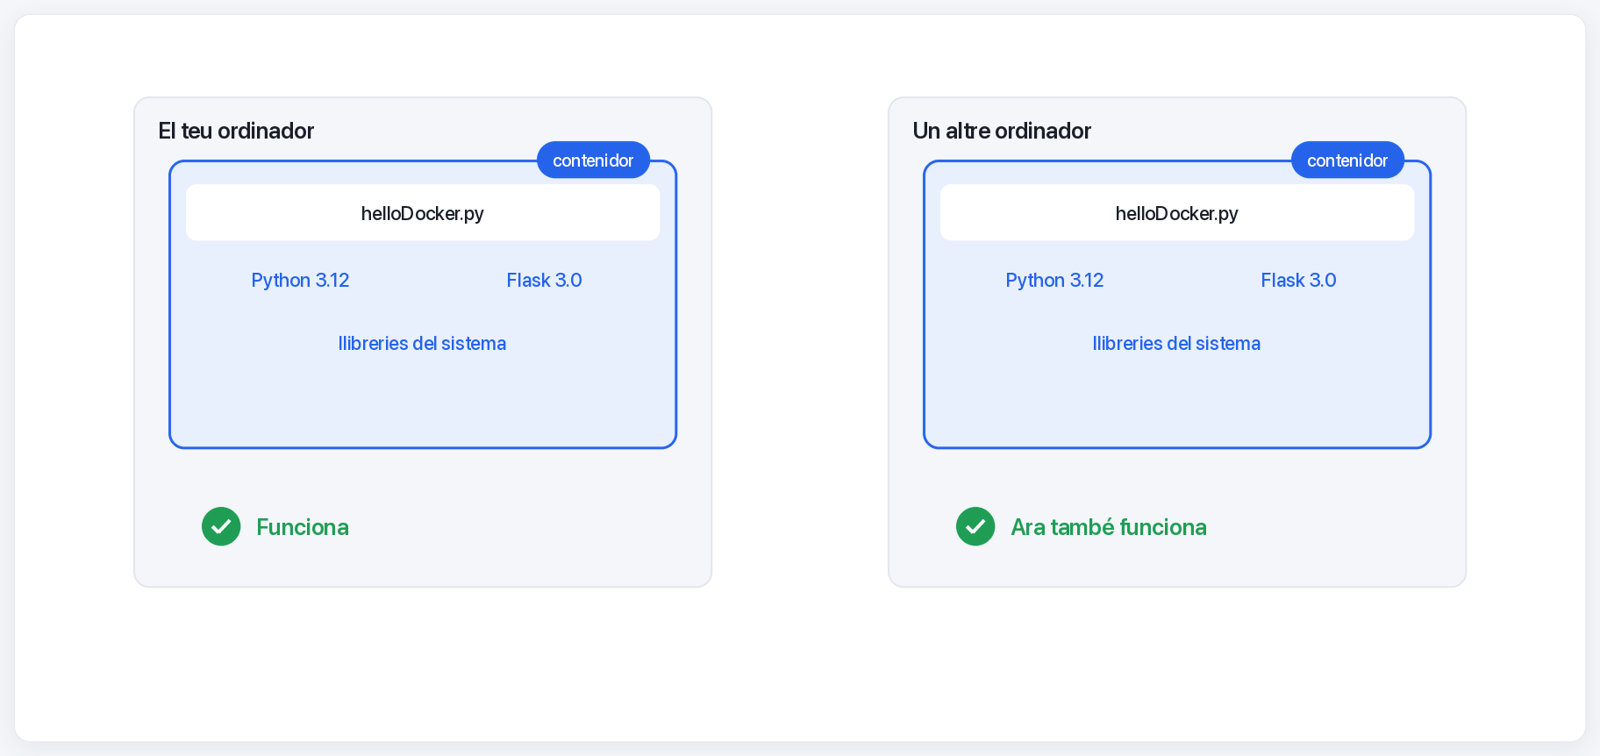 El teu ordinador
contenidor
helloDocker.py
Python 3.12
Flask 3.0
llibreries del sistema
Funciona
Un altre ordinador
contenidor
helloDocker.py
Python 3.12
Flask 3.0
llibreries del sistema
Ara també funciona